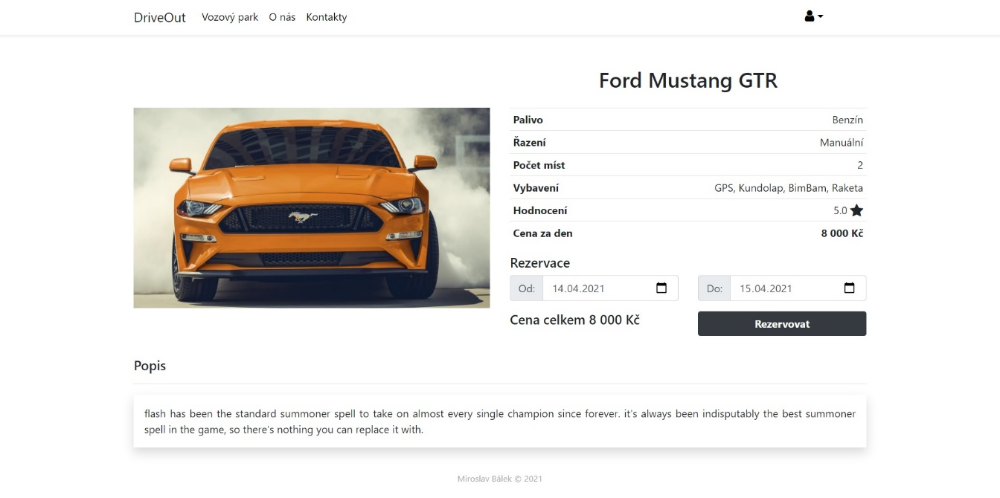 DriveOut Vozový park O nás Kontakty
Ford Mustang GTR
Palivo Benzín
Řazení Manuální
Počet míst 2
Vybavení GPS, Kundolap, BimBam, Raketa
Hodnocení 5.0
Cena za den 8 000 Kč
Rezervace
Od: 14.04.2021 Do: 15.04.2021
Cena celkem 8 000 Kč Rezervovat
Popis
flash has been the standard summoner spell to take on almost every single champion since forever. it's always been indisputably the best summoner
spell in the game, so there's nothing you can replace it with.
Miroslav Bálek © 2021